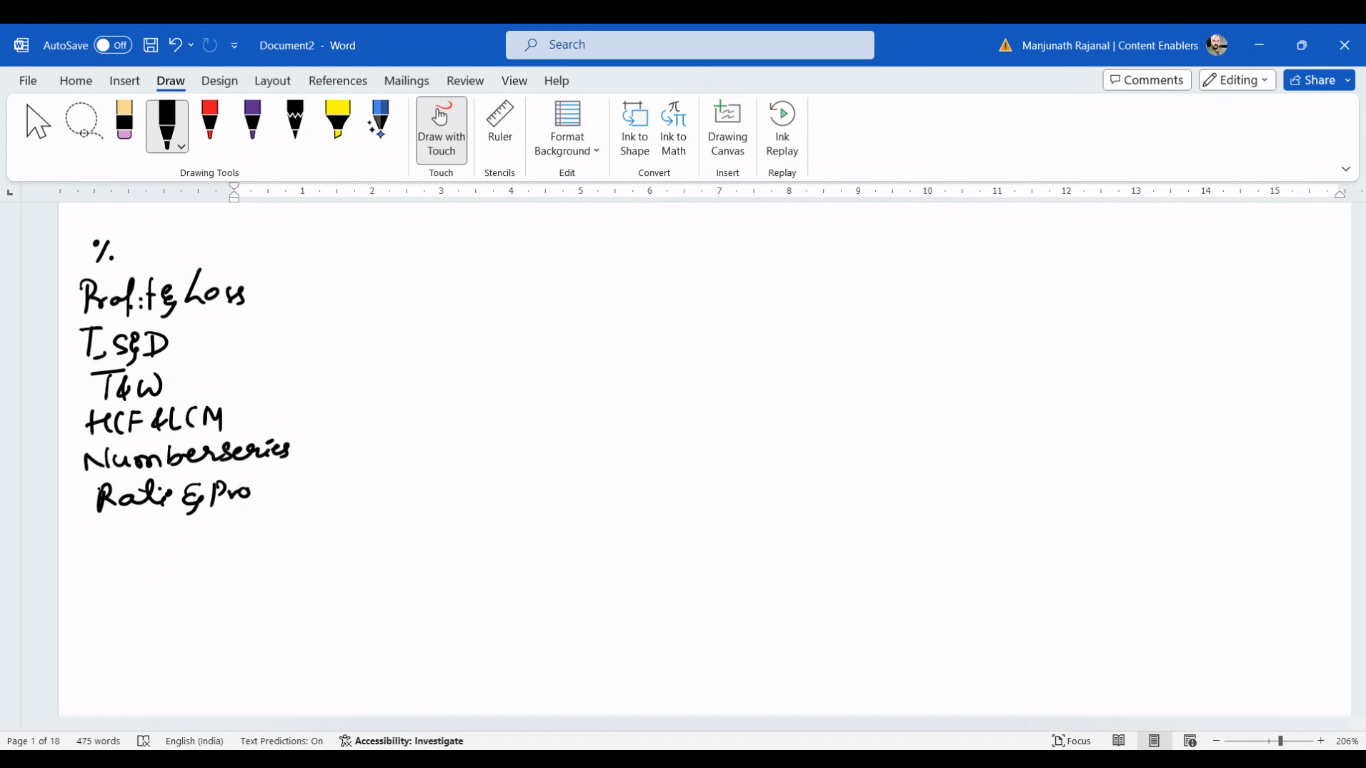 AutoSave Off Document2 - Word Search Manjunath Rajanal | Content Enablers
File Home Insert Draw Design Layout References Mailings Review View Help Comments Editing Share
Draw with Touch Ruler Format Background Ink to Shape Ink to Math Drawing Canvas Ink Replay
Drawing Tools Touch Stencils Edit Convert Insert Replay
1 2 3 4 5 6 7 8 9 10 11 12 13 14 15
%
Profit & Loss
T, S & D
T & W
HCF & LCM
Number series
Ratio & Pro
Page 1 of 18 475 words English (India) Text Predictions: On Accessibility: Investigate Focus 206%